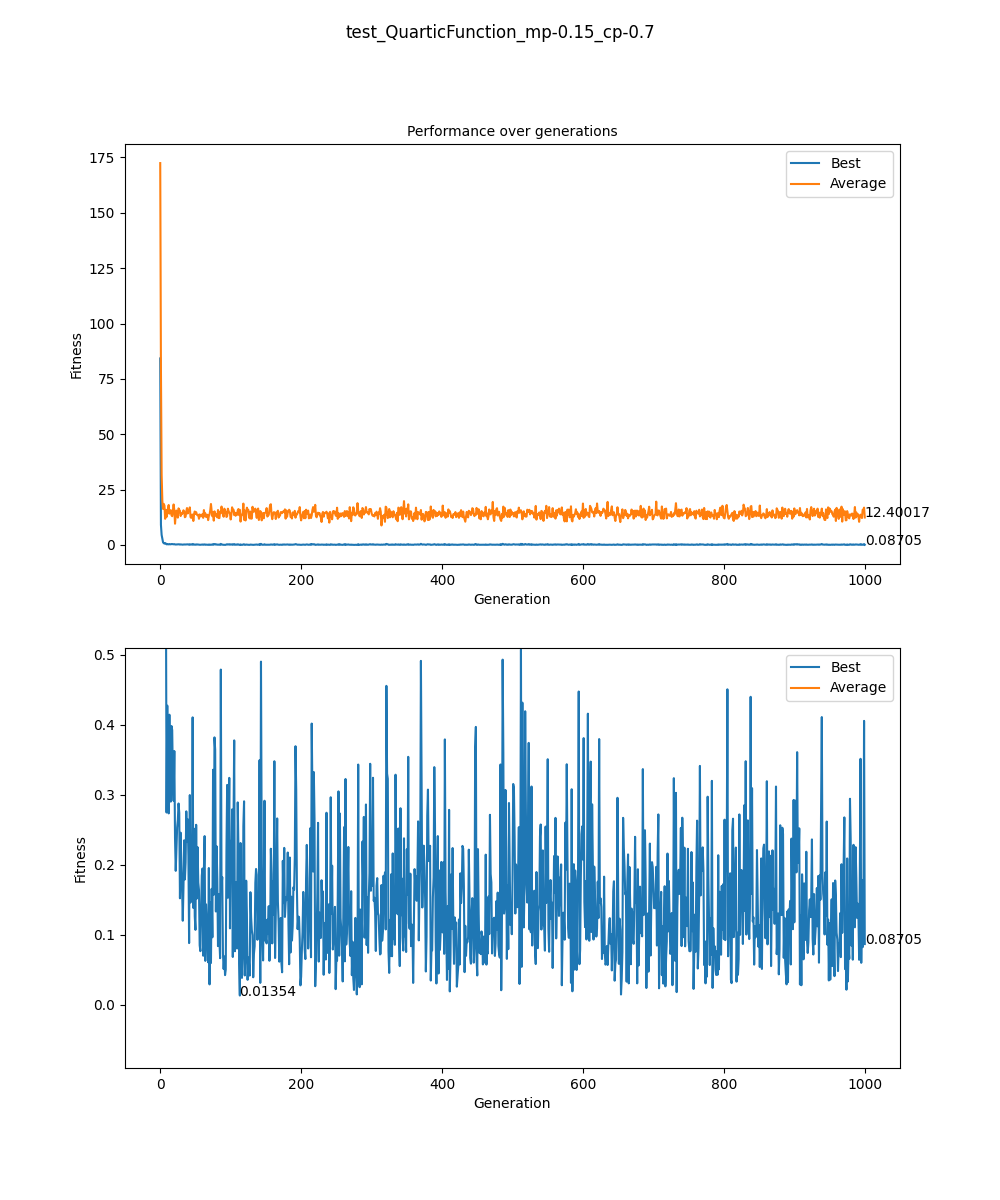 test_QuarticFunction_mp-0.15_cp-0.7
Performance over generations
175
150
125
100
75
50
25
0
Fitness
Best
Average
12.40017
0.08705
0 200 400 600 800 1000
Generation
0.5
0.4
0.3
0.2
0.1
0.0
Fitness
Best
Average
0.08705
0.01354
0 200 400 600 800 1000
Generation